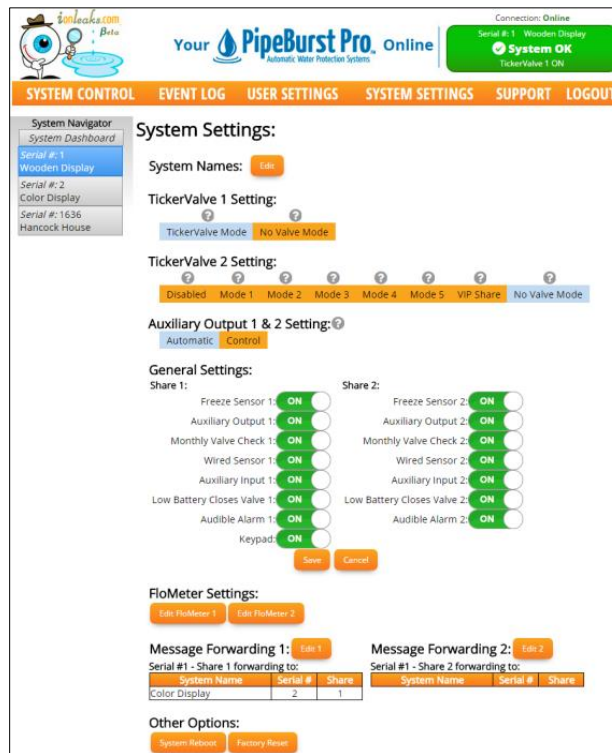 ionleaks.com
Beta
Your PipeBurst Pro. Online
Automatic Water Protection Systems
Connection: Online
Serial #: 1 Wooden Display
System OK
TickerValve 1 ON
SYSTEM CONTROL EVENT LOG USER SETTINGS SYSTEM SETTINGS SUPPORT LOGOUT
System Navigator
System Dashboard
Serial #: 1
Wooden Display
Serial #: 2
Color Display
Serial #: 1636
Hancock House
System Settings:
System Names: Edit
TickerValve 1 Setting:
? ?
TickerValve Mode No Valve Mode
TickerValve 2 Setting:
? ? ? ? ? ? ? ?
Disabled Mode 1 Mode 2 Mode 3 Mode 4 Mode 5 VIP Share No Valve Mode
Auxiliary Output 1 & 2 Setting: ?
Automatic Control
General Settings:
Share 1: Share 2:
Freeze Sensor 1: ON Freeze Sensor 2: ON
Auxiliary Output 1: ON Auxiliary Output 2: ON
Monthly Valve Check 1: ON Monthly Valve Check 2: ON
Wired Sensor 1: ON Wired Sensor 2: ON
Auxiliary Input 1: ON Auxiliary Input 2: ON
Low Battery Closes Valve 1: ON Low Battery Closes Valve 2: ON
Audible Alarm 1: ON Audible Alarm 2: ON
Keypad: ON
Save Cancel
FloMeter Settings:
Edit FloMeter 1 Edit FloMeter 2
Message Forwarding 1: Edit 1 Message Forwarding 2: Edit 2
Serial #1 - Share 1 forwarding to: Serial #1 - Share 2 forwarding to:
System Name Serial # Share System Name Serial # Share
Color Display 2 1
Other Options:
System Reboot Factory Reset